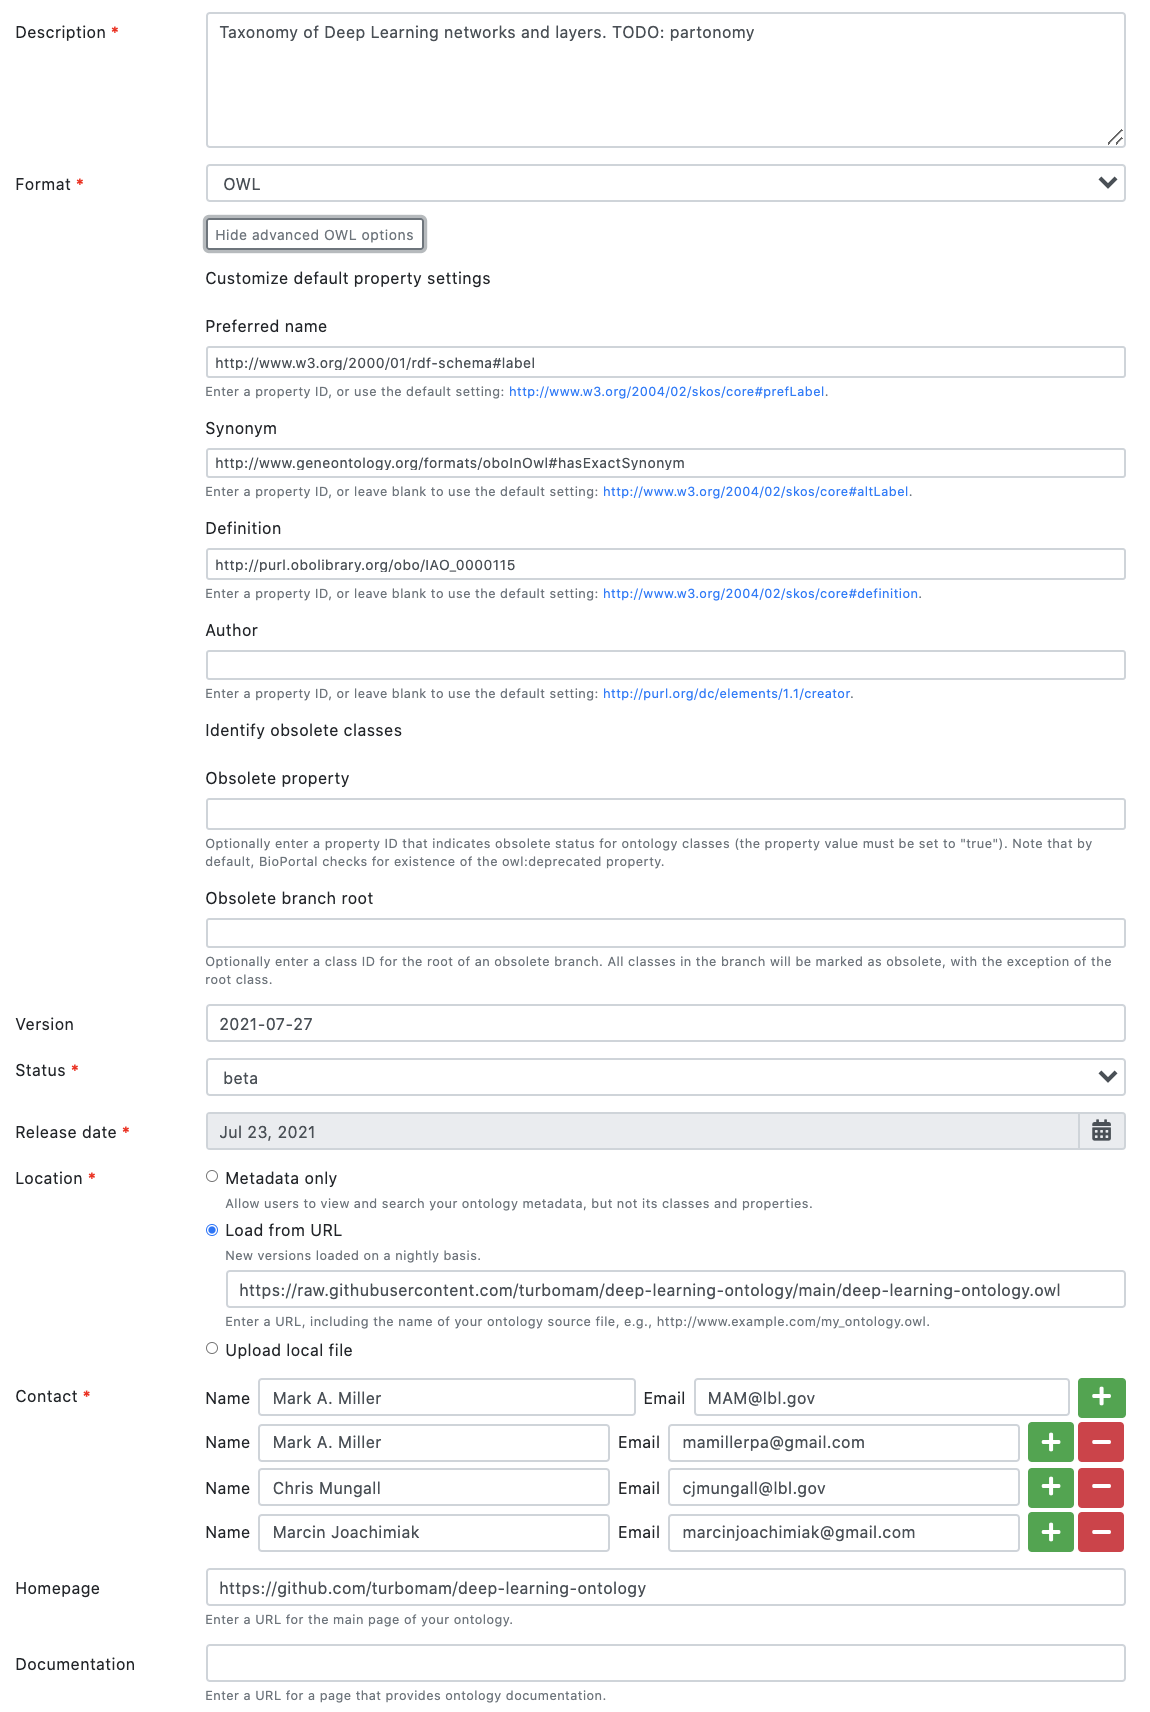 Description *
Taxonomy of Deep Learning networks and layers. TODO: partonomy
Format *
OWL
Hide advanced OWL options
Customize default property settings
Preferred name
http://www.w3.org/2000/01/rdf-schema#label
Enter a property ID, or use the default setting: http://www.w3.org/2004/02/skos/core#prefLabel.
Synonym
http://www.geneontology.org/formats/oboInOwl#hasExactSynonym
Enter a property ID, or leave blank to use the default setting: http://www.w3.org/2004/02/skos/core#altLabel.
Definition
http://purl.obolibrary.org/obo/IAO_0000115
Enter a property ID, or leave blank to use the default setting: http://www.w3.org/2004/02/skos/core#definition.
Author
Enter a property ID, or leave blank to use the default setting: http://purl.org/dc/elements/1.1/creator.
Identify obsolete classes
Obsolete property
Optionally enter a property ID that indicates obsolete status for ontology classes (the property value must be set to "true"). Note that by
default, BioPortal checks for existence of the owl:deprecated property.
Obsolete branch root
Optionally enter a class ID for the root of an obsolete branch. All classes in the branch will be marked as obsolete, with the exception of the
root class.
Version
2021-07-27
Status *
beta
Release date *
Jul 23, 2021
Location *
Metadata only
Allow users to view and search your ontology metadata, but not its classes and properties.
Load from URL
New versions loaded on a nightly basis.
https://raw.githubusercontent.com/turbomam/deep-learning-ontology/main/deep-learning-ontology.owl
Enter a URL, including the name of your ontology source file, e.g., http://www.example.com/my_ontology.owl.
Upload local file
Contact *
Name Mark A. Miller Email MAM@lbl.gov
Name Mark A. Miller Email mamillerpa@gmail.com
Name Chris Mungall Email cjmungall@lbl.gov
Name Marcin Joachimiak Email marcinjoachimiak@gmail.com
Homepage
https://github.com/turbomam/deep-learning-ontology
Enter a URL for the main page of your ontology.
Documentation
Enter a URL for a page that provides ontology documentation.